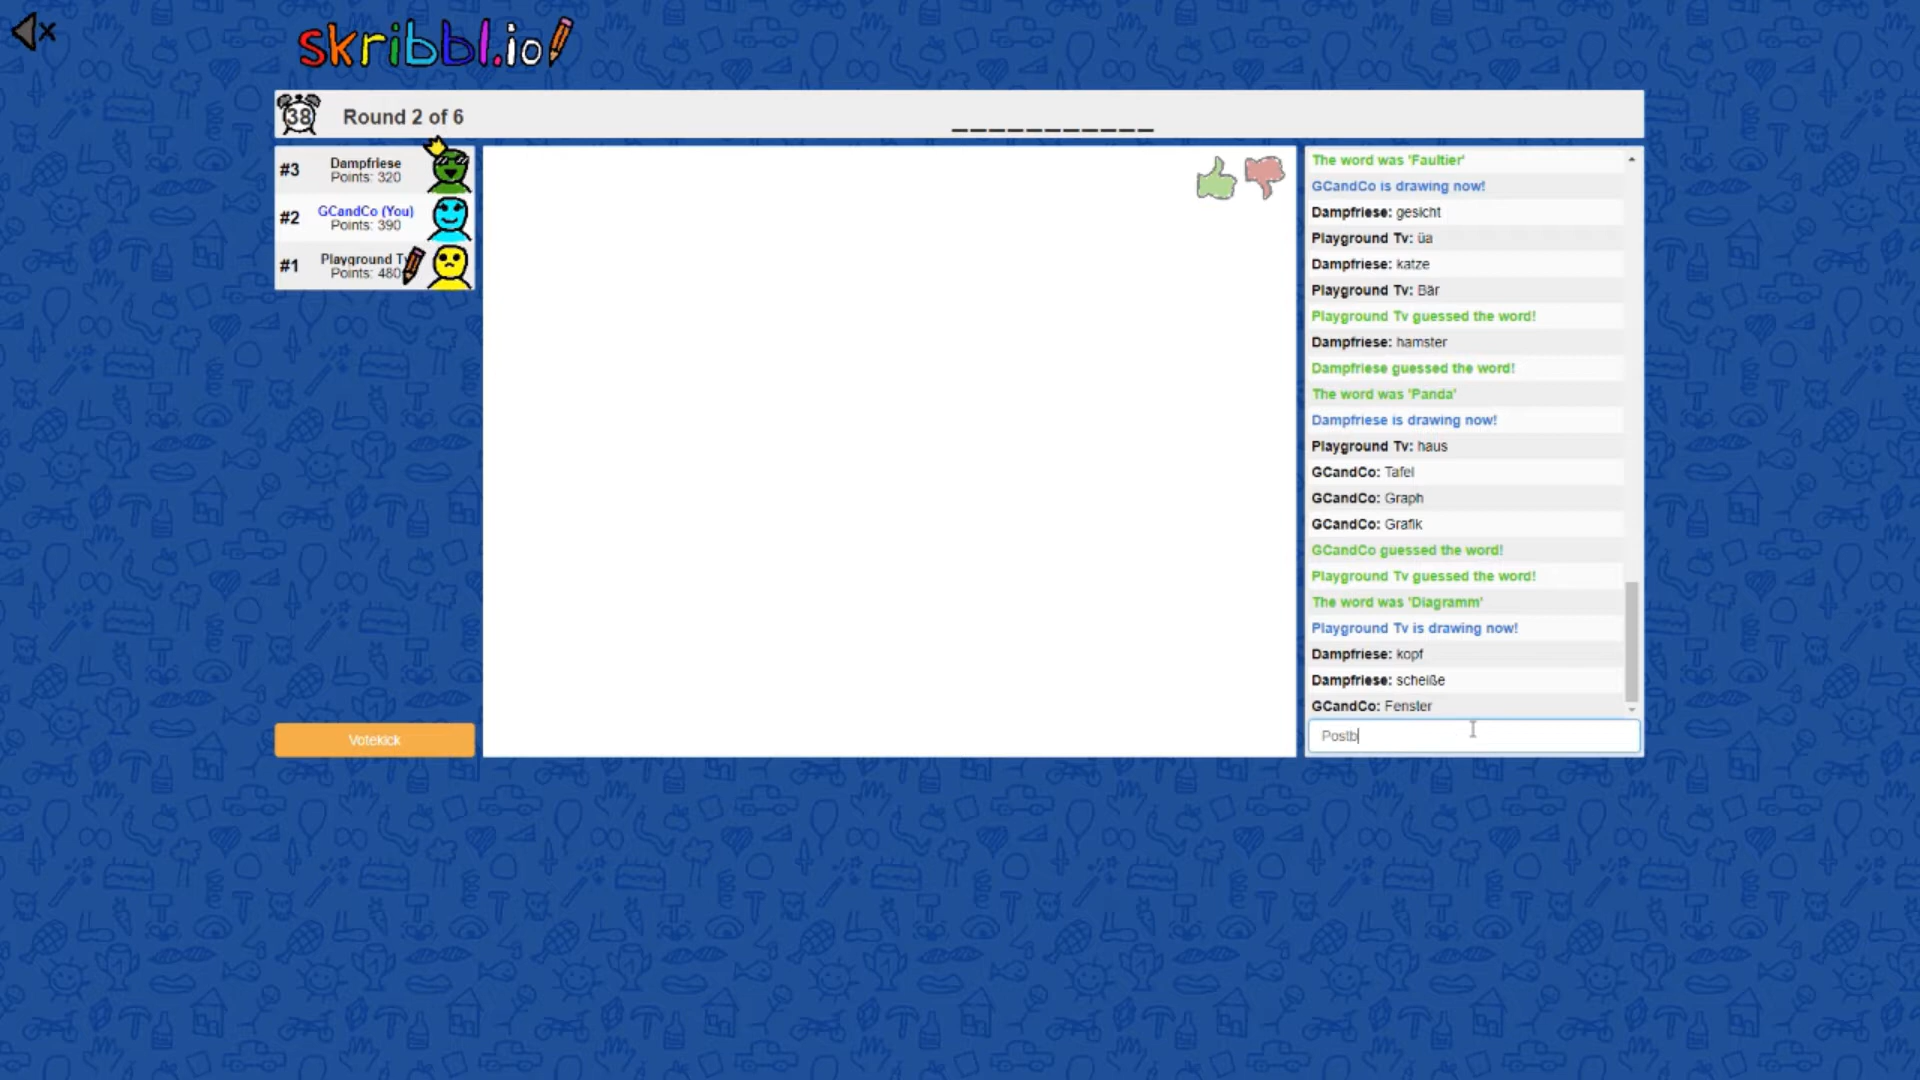 skribbl.io
38
Round 2 of 6
___________
#3
Dampfriese
Points: 320
#2
GCandCo (You)
Points: 390
#1
Playground Tv
Points: 480
Votekick
The word was 'Faultier'
GCandCo is drawing now!
Dampfriese: gesicht
Playground Tv: üa
Dampfriese: katze
Playground Tv: Bär
Playground Tv guessed the word!
Dampfriese: hamster
Dampfriese guessed the word!
The word was 'Panda'
Dampfriese is drawing now!
Playground Tv: haus
GCandCo: Tafel
GCandCo: Graph
GCandCo: Grafik
GCandCo guessed the word!
Playground Tv guessed the word!
The word was 'Diagramm'
Playground Tv is drawing now!
Dampfriese: kopf
Dampfriese: scheiße
GCandCo: Fenster
Postb